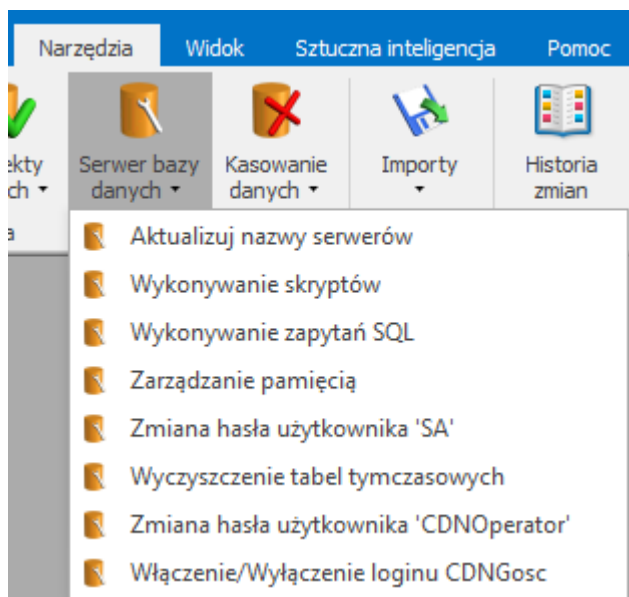 Narzędzia Widok Sztuczna inteligencja Pomoc
Serwer bazy Kasowanie Importy Historia
danych danych zmian
Aktualizuj nazwy serwerów
Wykonywanie skryptów
Wykonywanie zapytań SQL
Zarządzanie pamięcią
Zmiana hasła użytkownika 'SA'
Wyczyszczenie tabel tymczasowych
Zmiana hasła użytkownika 'CDNOperator'
Włączenie/Wyłączenie loginu CDNGosc